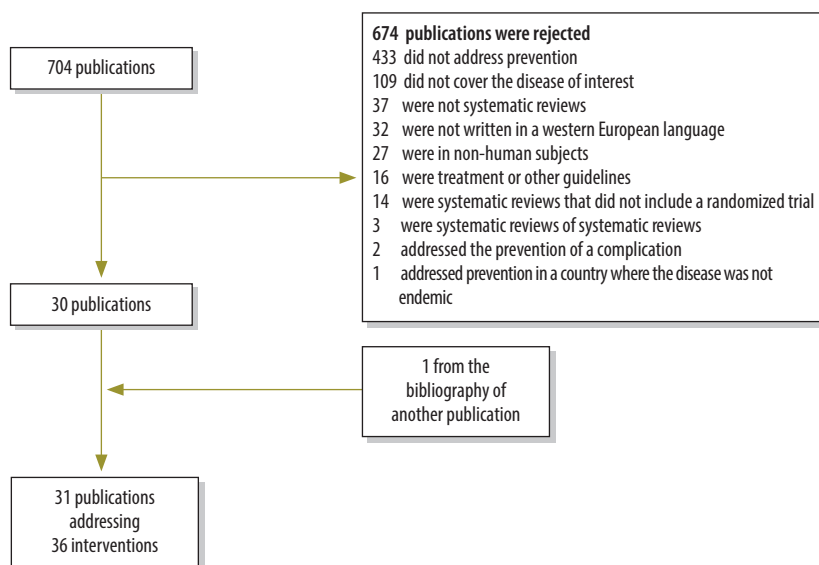 704 publications
674 publications were rejected
433 did not address prevention
109 did not cover the disease of interest
37 were not systematic reviews
32 were not written in a western European language
27 were in non-human subjects
16 were treatment or other guidelines
14 were systematic reviews that did not include a randomized trial
3 were systematic reviews of systematic reviews
2 addressed the prevention of a complication
1 addressed prevention in a country where the disease was not
endemic
30 publications
1 from the
bibliography of
another publication
31 publications
addressing
36 interventions